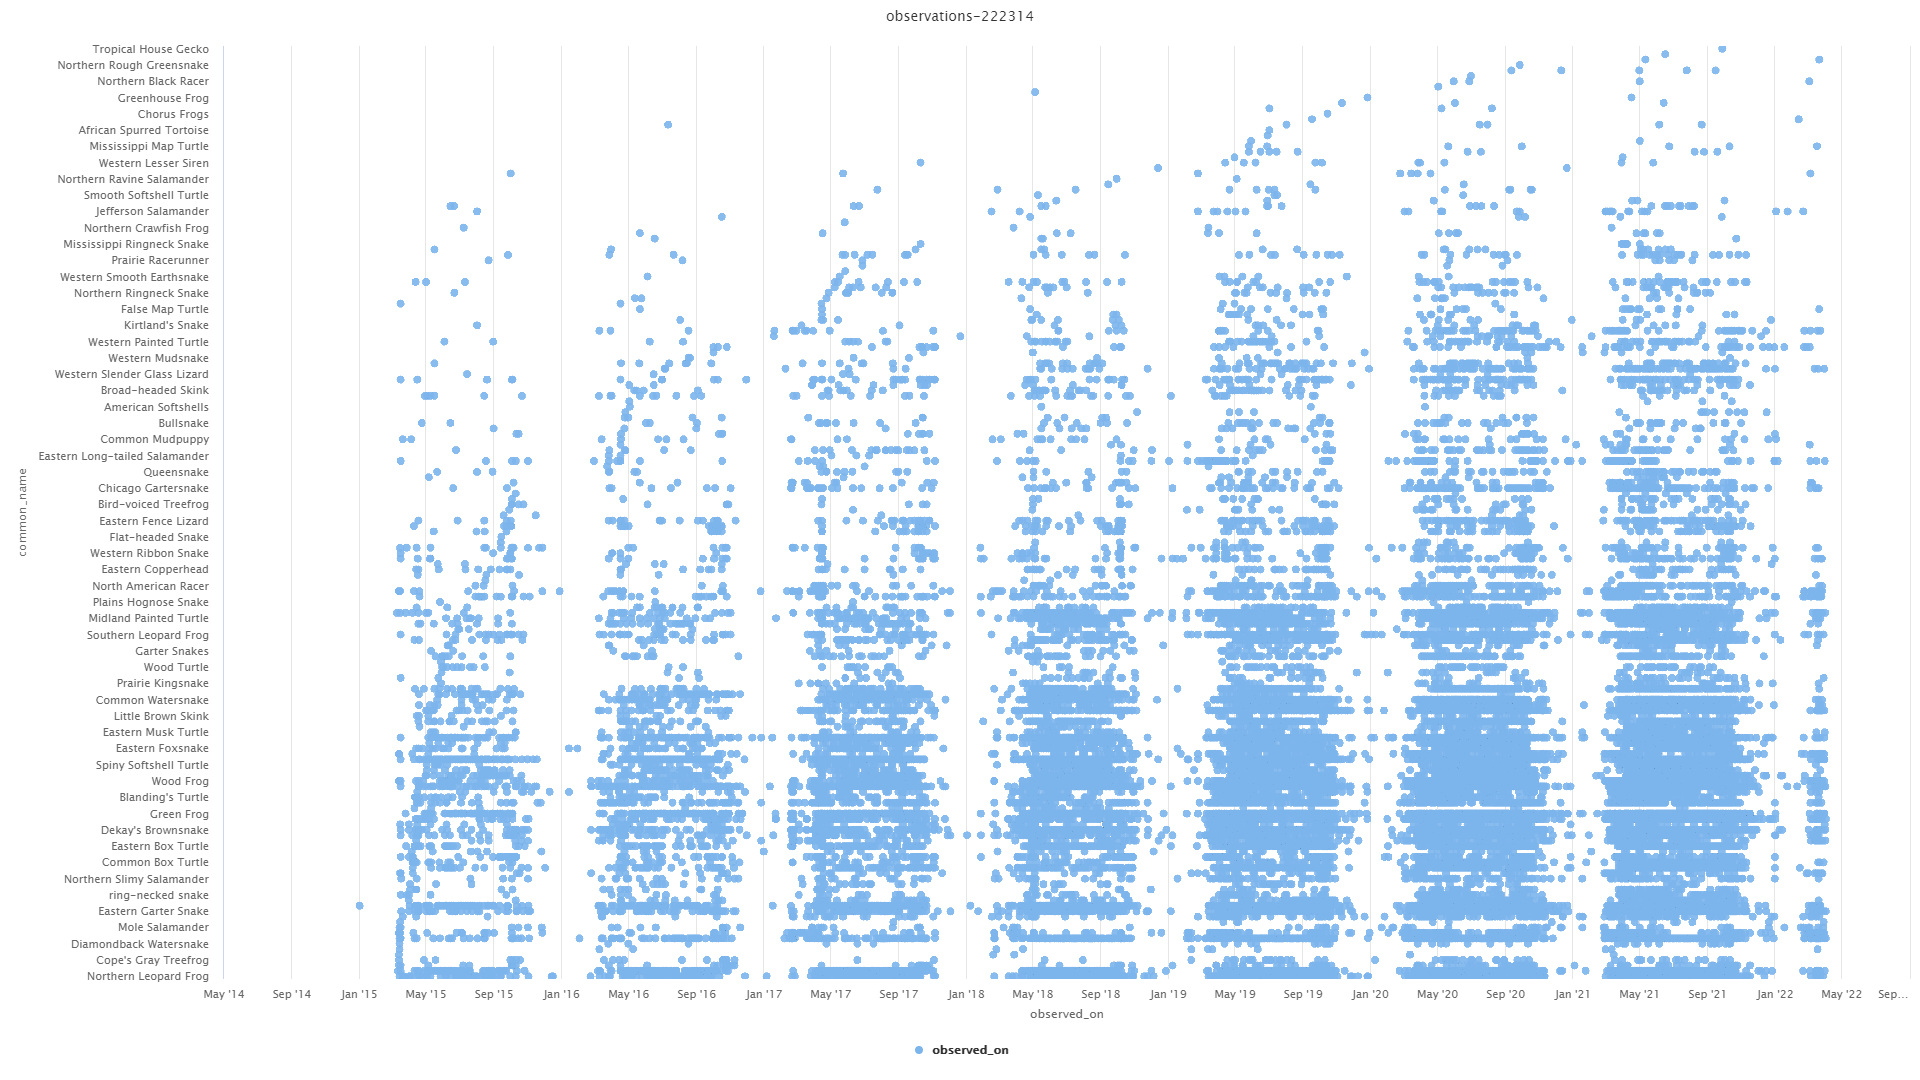 observations-222314
Tropical House Gecko
Northern Rough Greensnake
Northern Black Racer
Greenhouse Frog
Chorus Frogs
African Spurred Tortoise
Mississippi Map Turtle
Western Lesser Siren
Northern Ravine Salamander
Smooth Softshell Turtle
Jefferson Salamander
Northern Crawfish Frog
Mississippi Ringneck Snake
Prairie Racerunner
Western Smooth Earthsnake
Northern Ringneck Snake
False Map Turtle
Kirtland's Snake
Western Painted Turtle
Western Mudsnake
Western Slender Glass Lizard
Broad-headed Skink
American Softshells
Bullsnake
Common Mudpuppy
Eastern Long-tailed Salamander
Queensnake
Chicago Gartersnake
Bird-voiced Treefrog
Eastern Fence Lizard
Flat-headed Snake
Western Ribbon Snake
Eastern Copperhead
North American Racer
Plains Hognose Snake
Midland Painted Turtle
Southern Leopard Frog
Garter Snakes
Wood Turtle
Prairie Kingsnake
Common Watersnake
Little Brown Skink
Eastern Musk Turtle
Eastern Foxsnake
Spiny Softshell Turtle
Wood Frog
Blanding's Turtle
Green Frog
Dekay's Brownsnake
Eastern Box Turtle
Common Box Turtle
Northern Slimy Salamander
ring-necked snake
Eastern Garter Snake
Mole Salamander
Diamondback Watersnake
Cope's Gray Treefrog
Northern Leopard Frog
common_name
May '14 Sep '14 Jan '15 May '15 Sep '15 Jan '16 May '16 Sep '16 Jan '17 May '17 Sep '17 Jan '18 May '18 Sep '18 Jan '19 May '19 Sep '19 Jan '20 May '20 Sep '20 Jan '21 May '21 Sep '21 Jan '22 May '22 Sep...
observed_on
observed_on